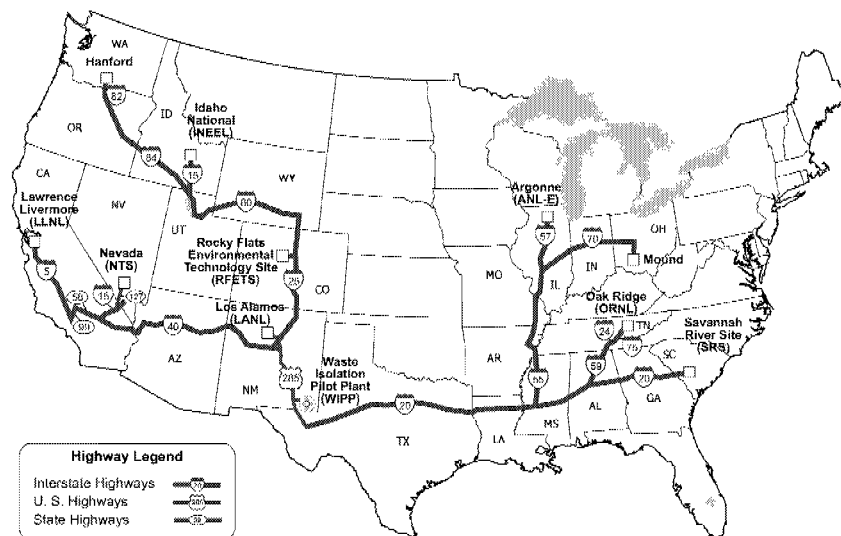 WA
Hanford
82
ID
Idaho
National
(INEEL)
OR
84
15
WY
CA
80
Lawrence
Livermore
(LLNL)
NV
UT
Nevada
(NTS)
Rocky Flats
Environmental
Technology Site
(RFETS)
25
CO
5
58
15
127
99
40
Los Alamos
(LANL)
AZ
NM
285
Waste
Isolation
Pilot Plant
(WIPP)
20
TX
Argonne
(ANL-E)
57
70
OH
MO
IL
IN
Mound
Oak Ridge
(ORNL)
24
TN
75
Savannah
River Site
(SRS)
SC
AR
59
55
20
GA
AL
MS
LA
Highway Legend
Interstate Highways
20
U. S. Highways
285
State Highways